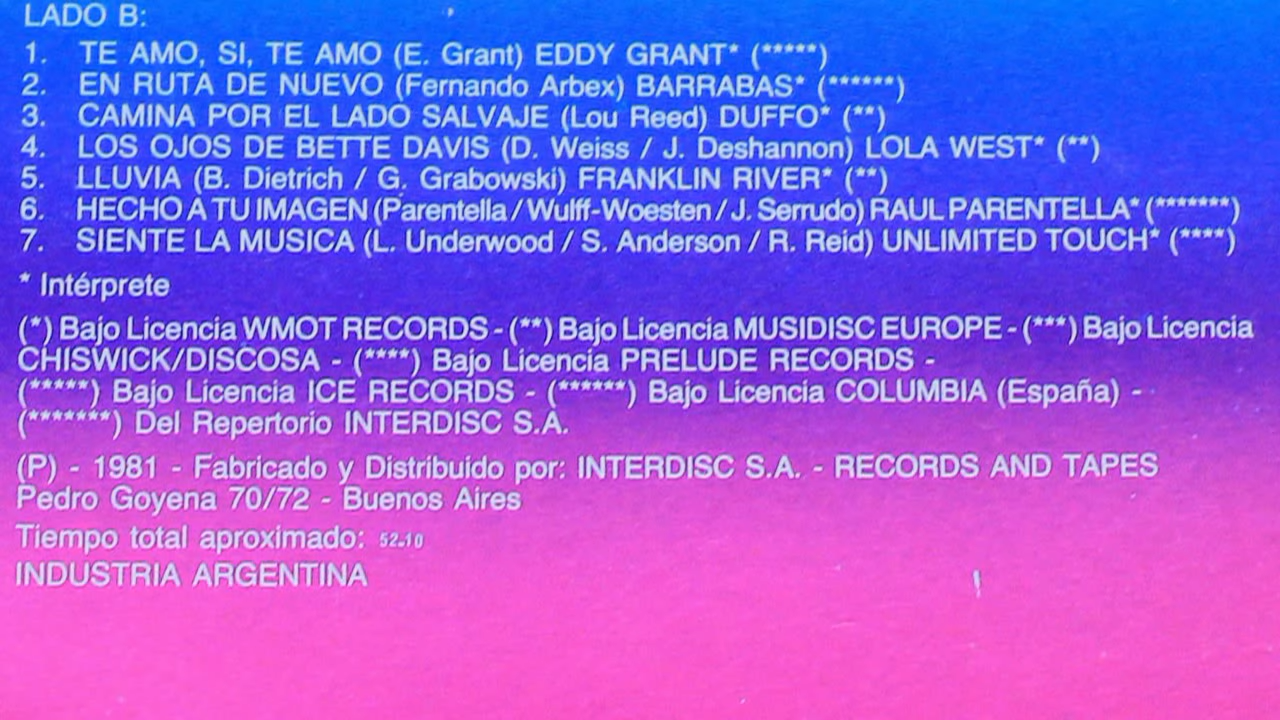 LADO B:
1. TE AMO, SI, TE AMO (E. Grant) EDDY GRANT* (*****)
2. EN RUTA DE NUEVO (Fernando Arbex) BARRABAS* (******)
3. CAMINA POR EL LADO SALVAJE (Lou Reed) DUFFO* (**)
4. LOS OJOS DE BETTE DAVIS (D. Weiss / J. Deshannon) LOLA WEST* (**)
5. LLUVIA (B. Dietrich / G. Grabowski) FRANKLIN RIVER* (**)
6. HECHO A TU IMAGEN (Parentella / Wulff-Woesten / J. Serrudo) RAUL PARENTELLA* (*******)
7. SIENTE LA MUSICA (L. Underwood / S. Anderson / R. Reid) UNLIMITED TOUCH* (****)
* Intérprete
(*) Bajo Licencia WMOT RECORDS - (**) Bajo Licencia MUSIDISC EUROPE - (***) Bajo Licencia
CHISWICK/DISCOSA - (****) Bajo Licencia PRELUDE RECORDS -
(*****) Bajo Licencia ICE RECORDS - (******) Bajo Licencia COLUMBIA (España) -
(*******) Del Repertorio INTERDISC S.A.
(P) - 1981 - Fabricado y Distribuido por: INTERDISC S.A. - RECORDS AND TAPES
Pedro Goyena 70/72 - Buenos Aires
Tiempo total aproximado: 52.10
INDUSTRIA ARGENTINA